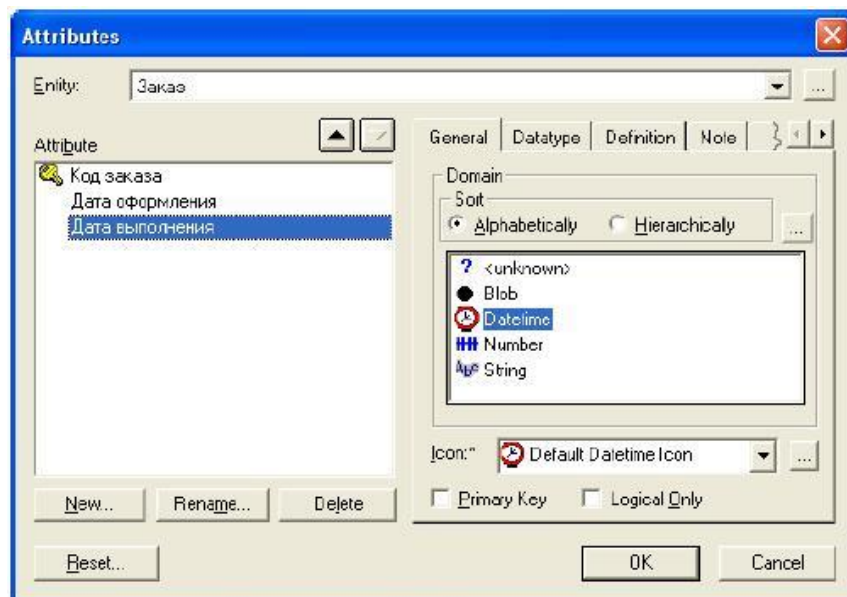 Attributes
Entity: Заказ ...
Attribute
Код заказа
Дата оформления
Дата выполнения
New... Rename... Delete
Reset...
General Datatype Definition Note
Domain
Sort
Alphabetically Hierarchically ...
? <unknown>
Blob
Datetime
Number
String
Icon:* Default Datetime Icon ...
Primary Key Logical Only
OK Cancel